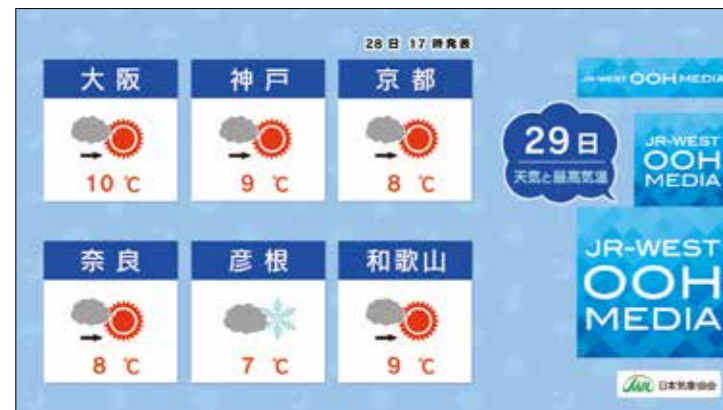 28日 17時発表
大阪
10 ℃
神戸
9 ℃
京都
8 ℃
奈良
8 ℃
彦根
7 ℃
和歌山
9 ℃
29日
天気と最高気温
JR-WEST OOH MEDIA
JR-WEST
OOH
MEDIA
JR-WEST
OOH
MEDIA
日本気象協会